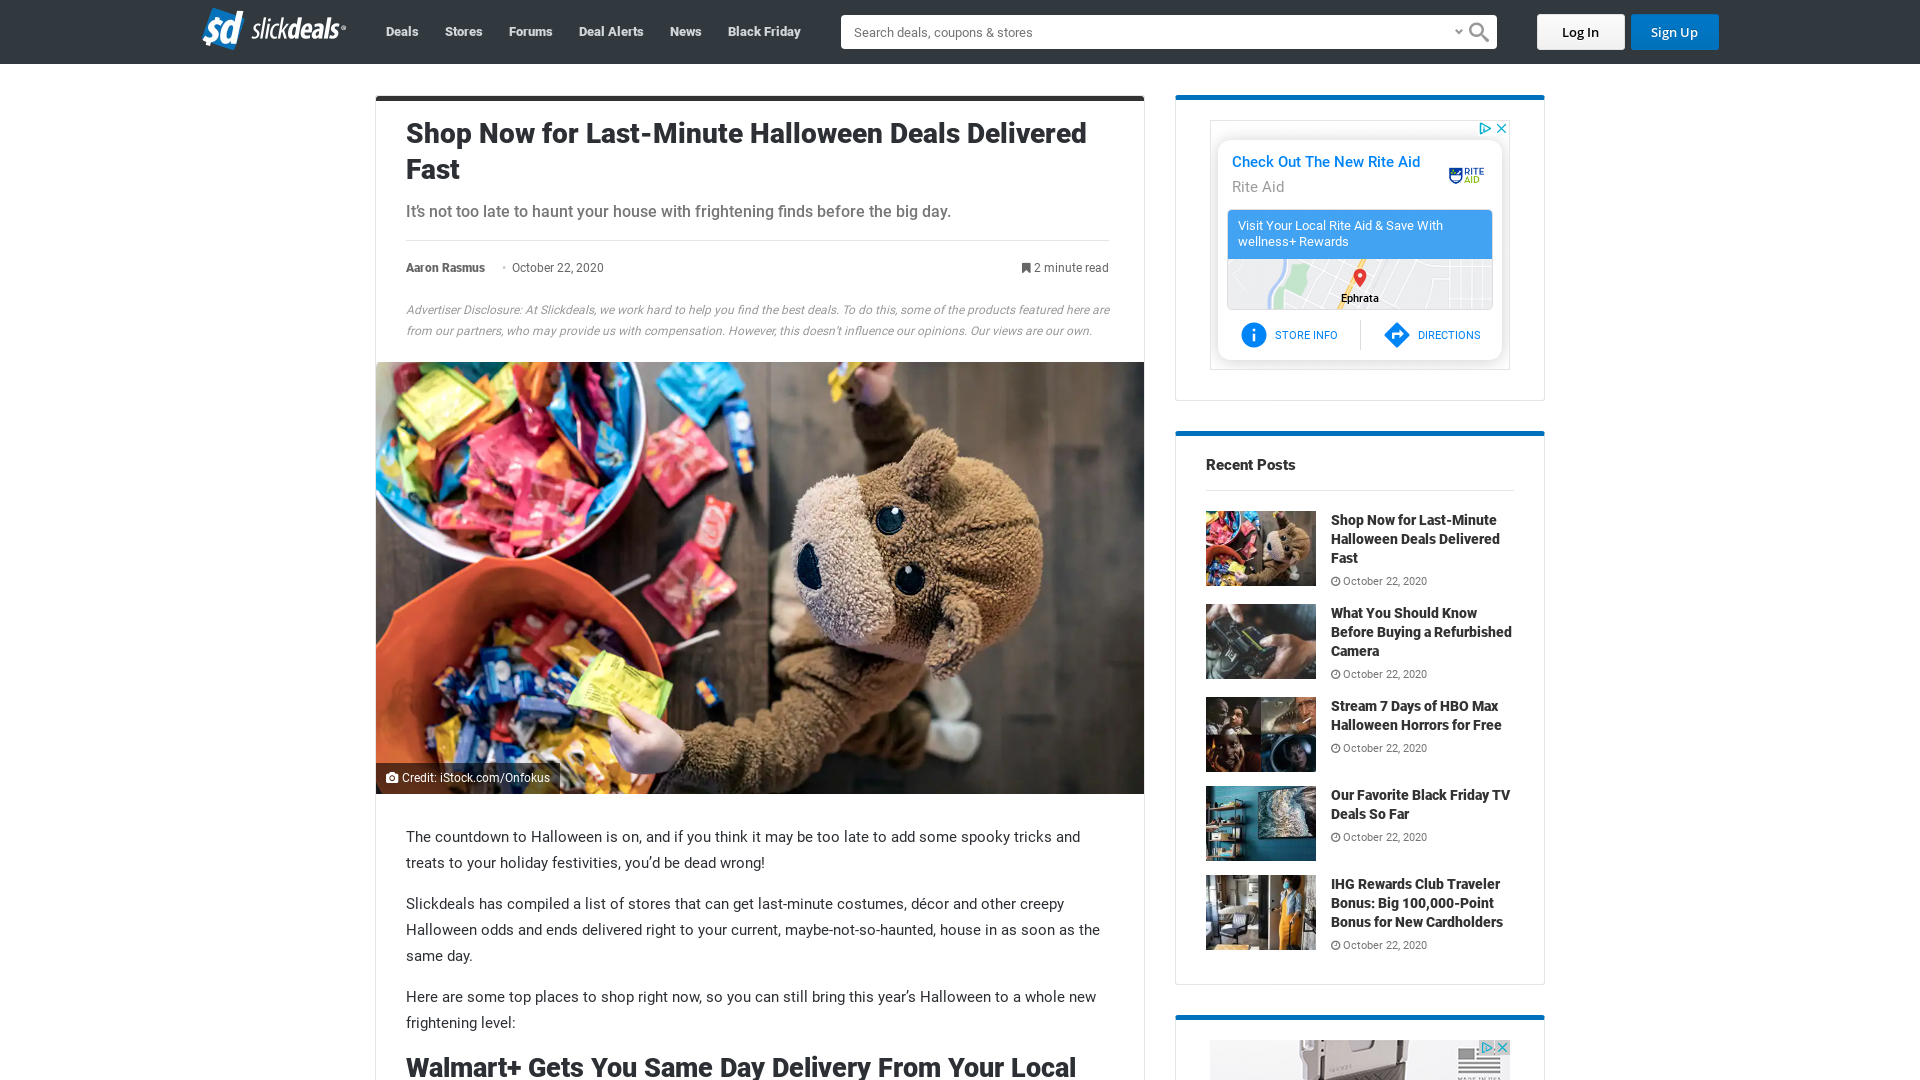 sd slickdeals
Deals
Stores
Forums
Deal Alerts
News
Black Friday
Search deals, coupons & stores
Log In
Sign Up
Shop Now for Last-Minute Halloween Deals Delivered
Fast
It’s not too late to haunt your house with frightening finds before the big day.
Aaron Rasmus • October 22, 2020
2 minute read
Advertiser Disclosure: At Slickdeals, we work hard to help you find the best deals. To do this, some of the products featured here are
from our partners, who may provide us with compensation. However, this doesn’t influence our opinions. Our views are our own.
Credit: iStock.com/Onfokus
The countdown to Halloween is on, and if you think it may be too late to add some spooky tricks and
treats to your holiday festivities, you’d be dead wrong!
Slickdeals has compiled a list of stores that can get last-minute costumes, décor and other creepy
Halloween odds and ends delivered right to your current, maybe-not-so-haunted, house in as soon as the
same day.
Here are some top places to shop right now, so you can still bring this year’s Halloween to a whole new
frightening level:
Walmart+ Gets You Same Day Delivery From Your Local
Check Out The New Rite Aid
Rite Aid
RITE
AID
Visit Your Local Rite Aid & Save With
wellness+ Rewards
Ephrata
STORE INFO
DIRECTIONS
Recent Posts
Shop Now for Last-Minute
Halloween Deals Delivered
Fast
October 22, 2020
What You Should Know
Before Buying a Refurbished
Camera
October 22, 2020
Stream 7 Days of HBO Max
Halloween Horrors for Free
October 22, 2020
Our Favorite Black Friday TV
Deals So Far
October 22, 2020
IHG Rewards Club Traveler
Bonus: Big 100,000-Point
Bonus for New Cardholders
October 22, 2020